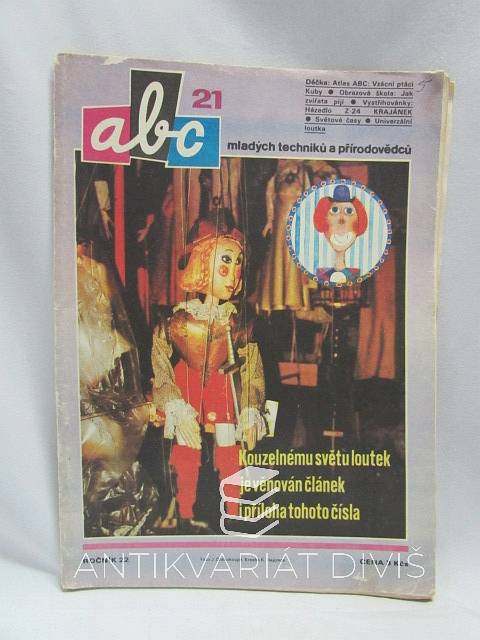 abc
21
Déčka: Atlas ABC: Vzácní ptáci
Kuby ● Obrazová škola: Jak
zvířata pijí ● Vystřihovánky:
Házedlo Z-24 KRAJÁNEK
● Světové časy ● Univerzální
loutka
mladých techniků a přírodovědců
Kouzelnému světu loutek
je věnován článek
i příloha tohoto čísla
ROČNÍK 22
CENA 3 Kčs
ANTIKVARIÁT DIVIŠ